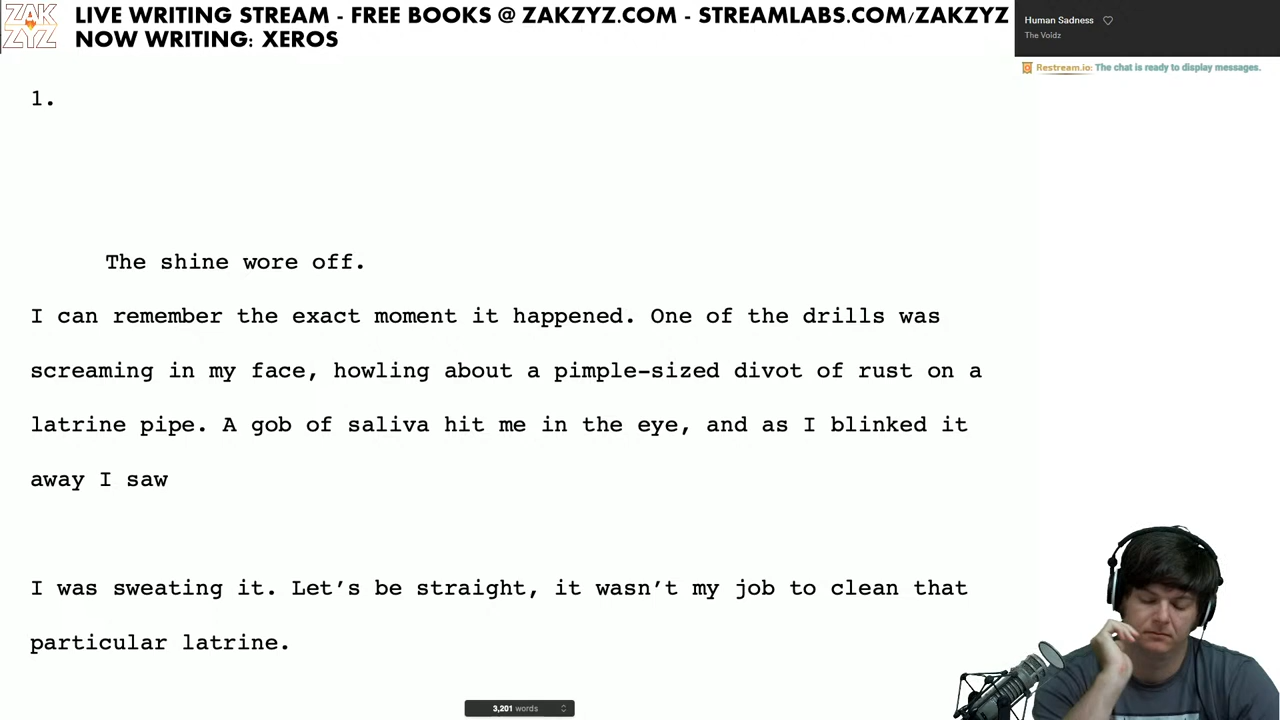 ZAK
ZYZ
LIVE WRITING STREAM - FREE BOOKS @ ZAKZYZ.COM - STREAMLABS.COM/ZAKZYZ
NOW WRITING: XEROS
Human Sadness
The Voidz
Restream.io: The chat is ready to display messages.
1.
The shine wore off.
I can remember the exact moment it happened. One of the drills was
screaming in my face, howling about a pimple-sized divot of rust on a
latrine pipe. A gob of saliva hit me in the eye, and as I blinked it
away I saw
I was sweating it. Let’s be straight, it wasn’t my job to clean that
particular latrine.
3,201 words